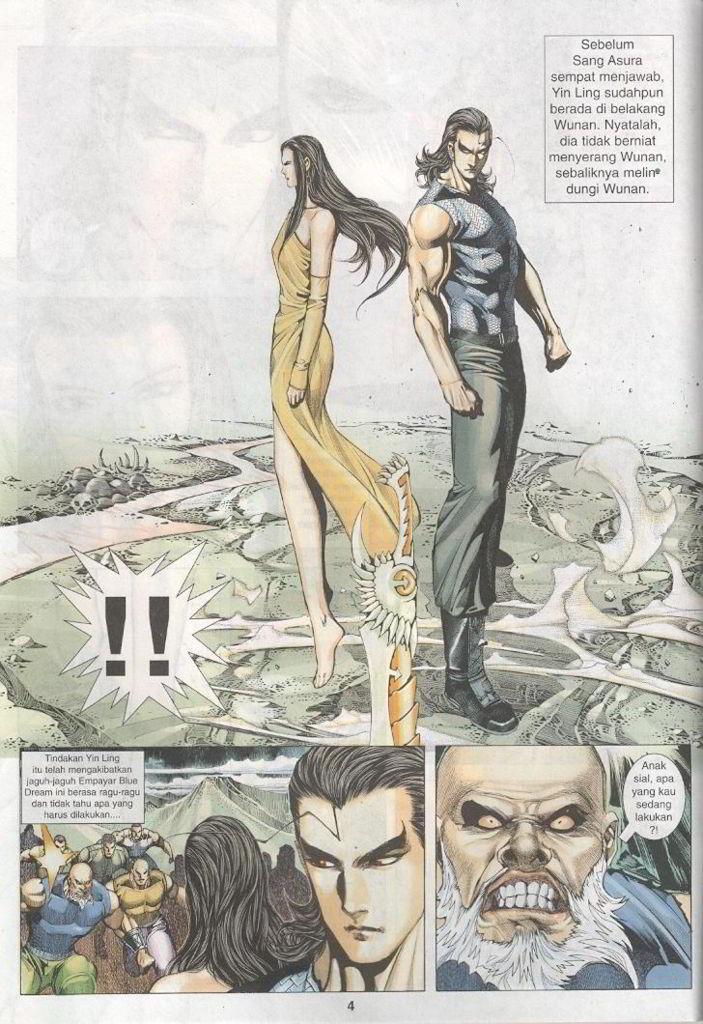 Sebelum
Sang Asura
sempat menjawab,
Yin Ling sudahpun
berada di belakang
Wunan. Nyatalah,
dia tidak berniat
menyerang Wunan,
sebaliknya melin
dungi Wunan.
!!
Tindakan Yin Ling
itu telah mengakibatkan
jaguh-jaguh Empayar Blue
Dream ini berasa ragu-ragu
dan tidak tahu apa yang
harus dilakukan....
!!
Anak
sial, apa
yang kau
sedang
lakukan
?!
4